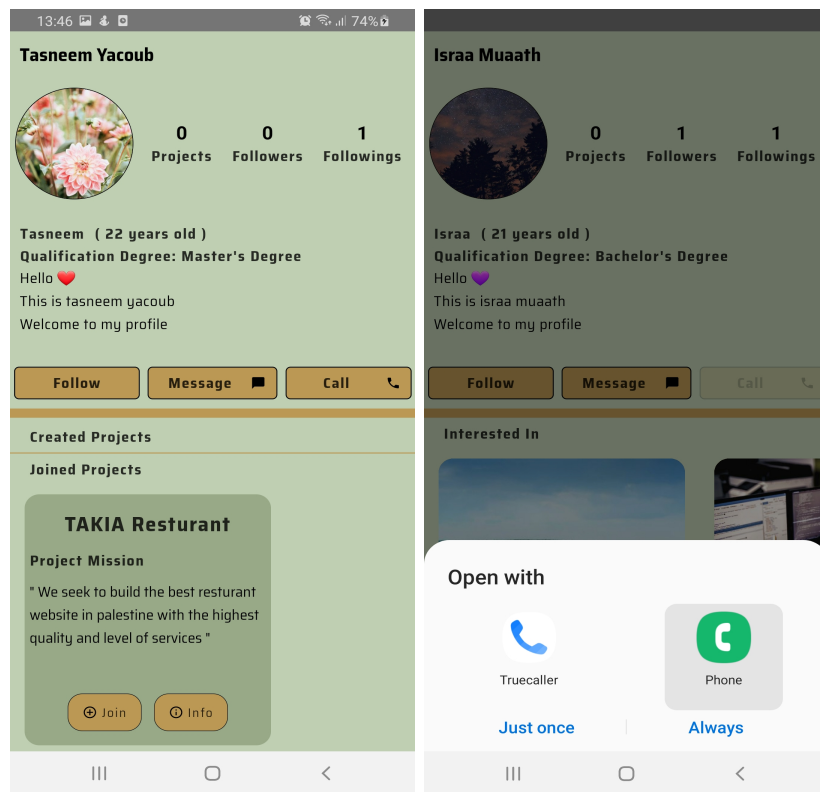 13:46
74%
Tasneem Yacoub
0
0
1
Projects
Followers
Followings
Tasneem ( 22 years old )
Qualification Degree: Master's Degree
Hello ❤️
This is tasneem yacoub
Welcome to my profile
Follow
Message
Call
Created Projects
Joined Projects
TAKIA Resturant
Project Mission
" We seek to build the best resturant
website in palestine with the highest
quality and level of services "
Join
Info
Israa Muaath
0
1
1
Projects
Followers
Followings
Israa ( 21 years old )
Qualification Degree: Bachelor's Degree
Hello 💜
This is israa muaath
Welcome to my profile
Follow
Message
Call
Interested In
Open with
Truecaller
Phone
Just once
Always